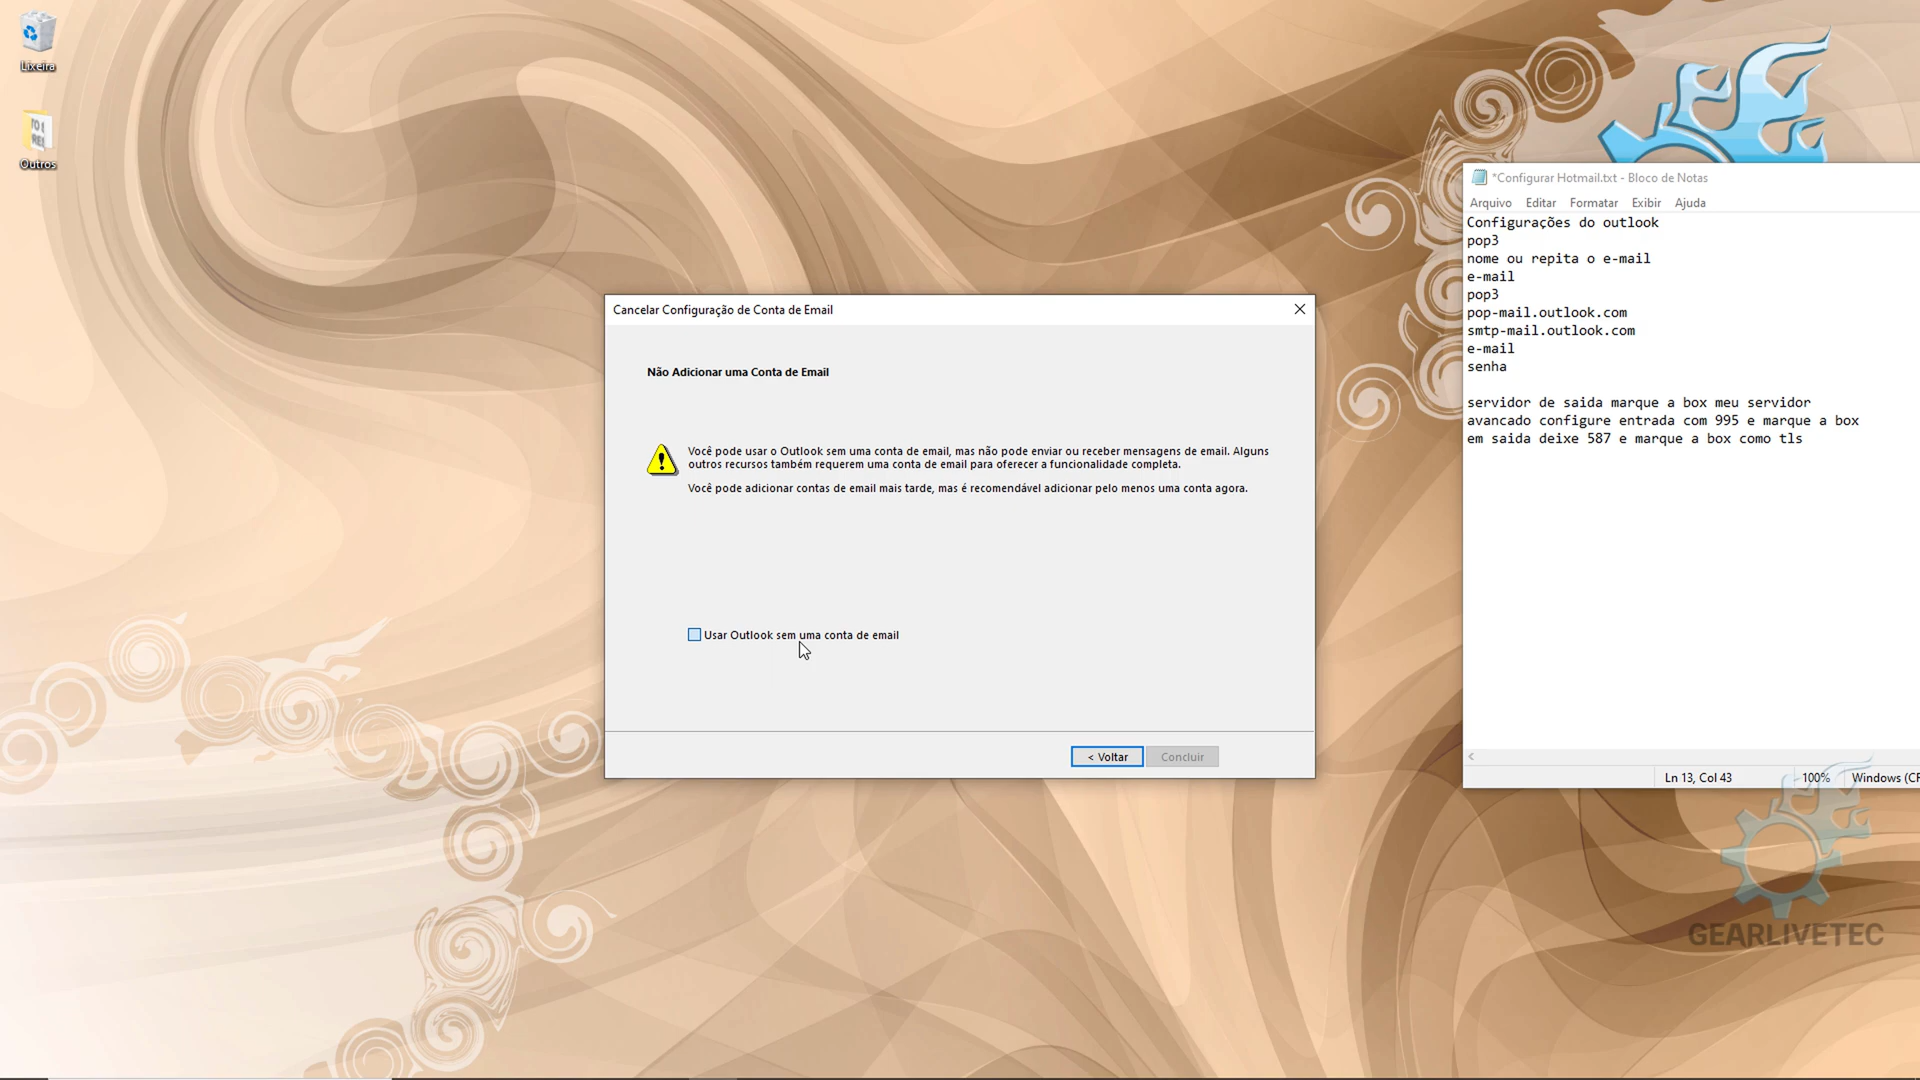 Lixeira
TO
RE
Outros
*Configurar Hotmail.txt - Bloco de Notas
Arquivo Editar Formatar Exibir Ajuda
Configurações do outlook
pop3
nome ou repita o e-mail
e-mail
pop3
pop-mail.outlook.com
smtp-mail.outlook.com
e-mail
senha
servidor de saida marque a box meu servidor
avancado configure entrada com 995 e marque a box
em saida deixe 587 e marque a box como tls
Ln 13, Col 43 100% Windows (CF
Cancelar Configuração de Conta de Email
Não Adicionar uma Conta de Email
Você pode usar o Outlook sem uma conta de email, mas não pode enviar ou receber mensagens de email. Alguns
outros recursos também requerem uma conta de email para oferecer a funcionalidade completa.
Você pode adicionar contas de email mais tarde, mas é recomendável adicionar pelo menos uma conta agora.
Usar Outlook sem uma conta de email
< Voltar Concluir
GEARLIVETEC